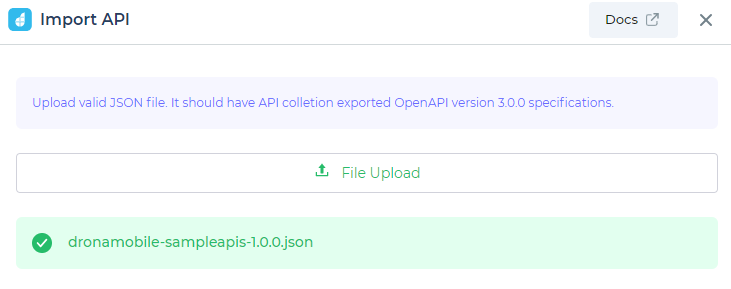 Import API
Docs
Upload valid JSON file. It should have API colletion exported OpenAPI version 3.0.0 specifications.
File Upload
dronamobile-sampleapis-1.0.0.json